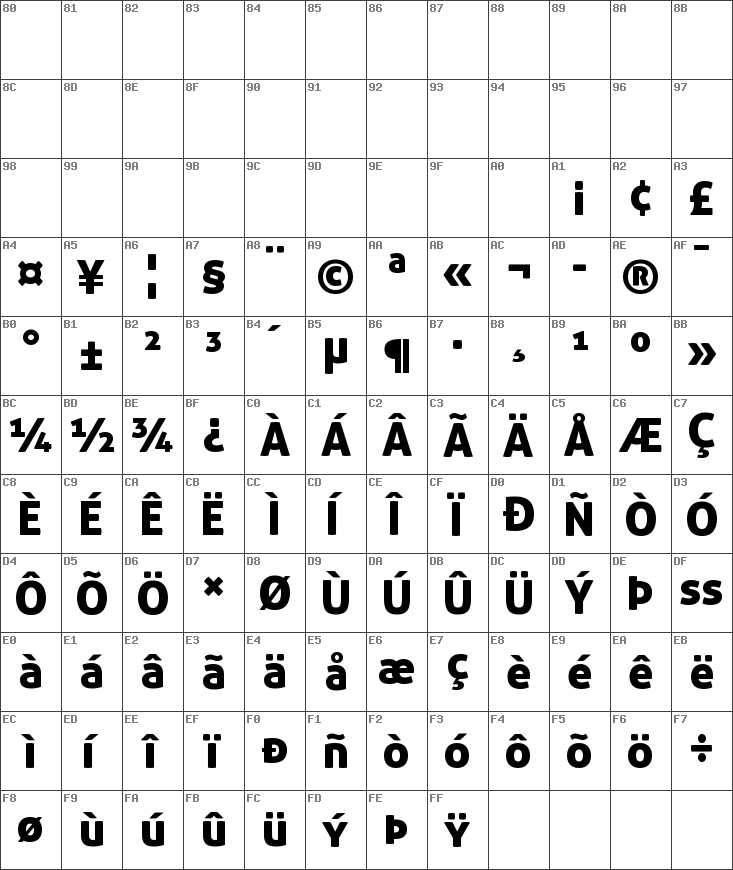 80 81 82 83 84 85 86 87 88 89 8A 8B
8C 8D 8E 8F 90 91 92 93 94 95 96 97
98 99 9A 9B 9C 9D 9E 9F A0 A1 A2 A3
¡ ¢ £
A4 A5 A6 A7 A8 A9 AA AB AC AD AE AF
¤ ¥ ¦ § ¨ © ª « ¬ - ® ¯
B0 B1 B2 B3 B4 B5 B6 B7 B8 B9 BA BB
° ± ² ³ ´ µ ¶ · ¸ ¹ º »
BC BD BE BF C0 C1 C2 C3 C4 C5 C6 C7
¼ ½ ¾ ¿ À Á Â Ã Ä Å Æ Ç
C8 C9 CA CB CC CD CE CF D0 D1 D2 D3
È É Ê Ë Ì Í Î Ï Ð Ñ Ò Ó
D4 D5 D6 D7 D8 D9 DA DB DC DD DE DF
Ô Õ Ö × Ø Ù Ú Û Ü Ý Þ ss
E0 E1 E2 E3 E4 E5 E6 E7 E8 E9 EA EB
à á â ã ä å æ ç è é ê ë
EC ED EE EF F0 F1 F2 F3 F4 F5 F6 F7
ì í î ï ð ñ ò ó ô õ ö ÷
F8 F9 FA FB FC FD FE FF
ø ù ú û ü ý þ ÿ